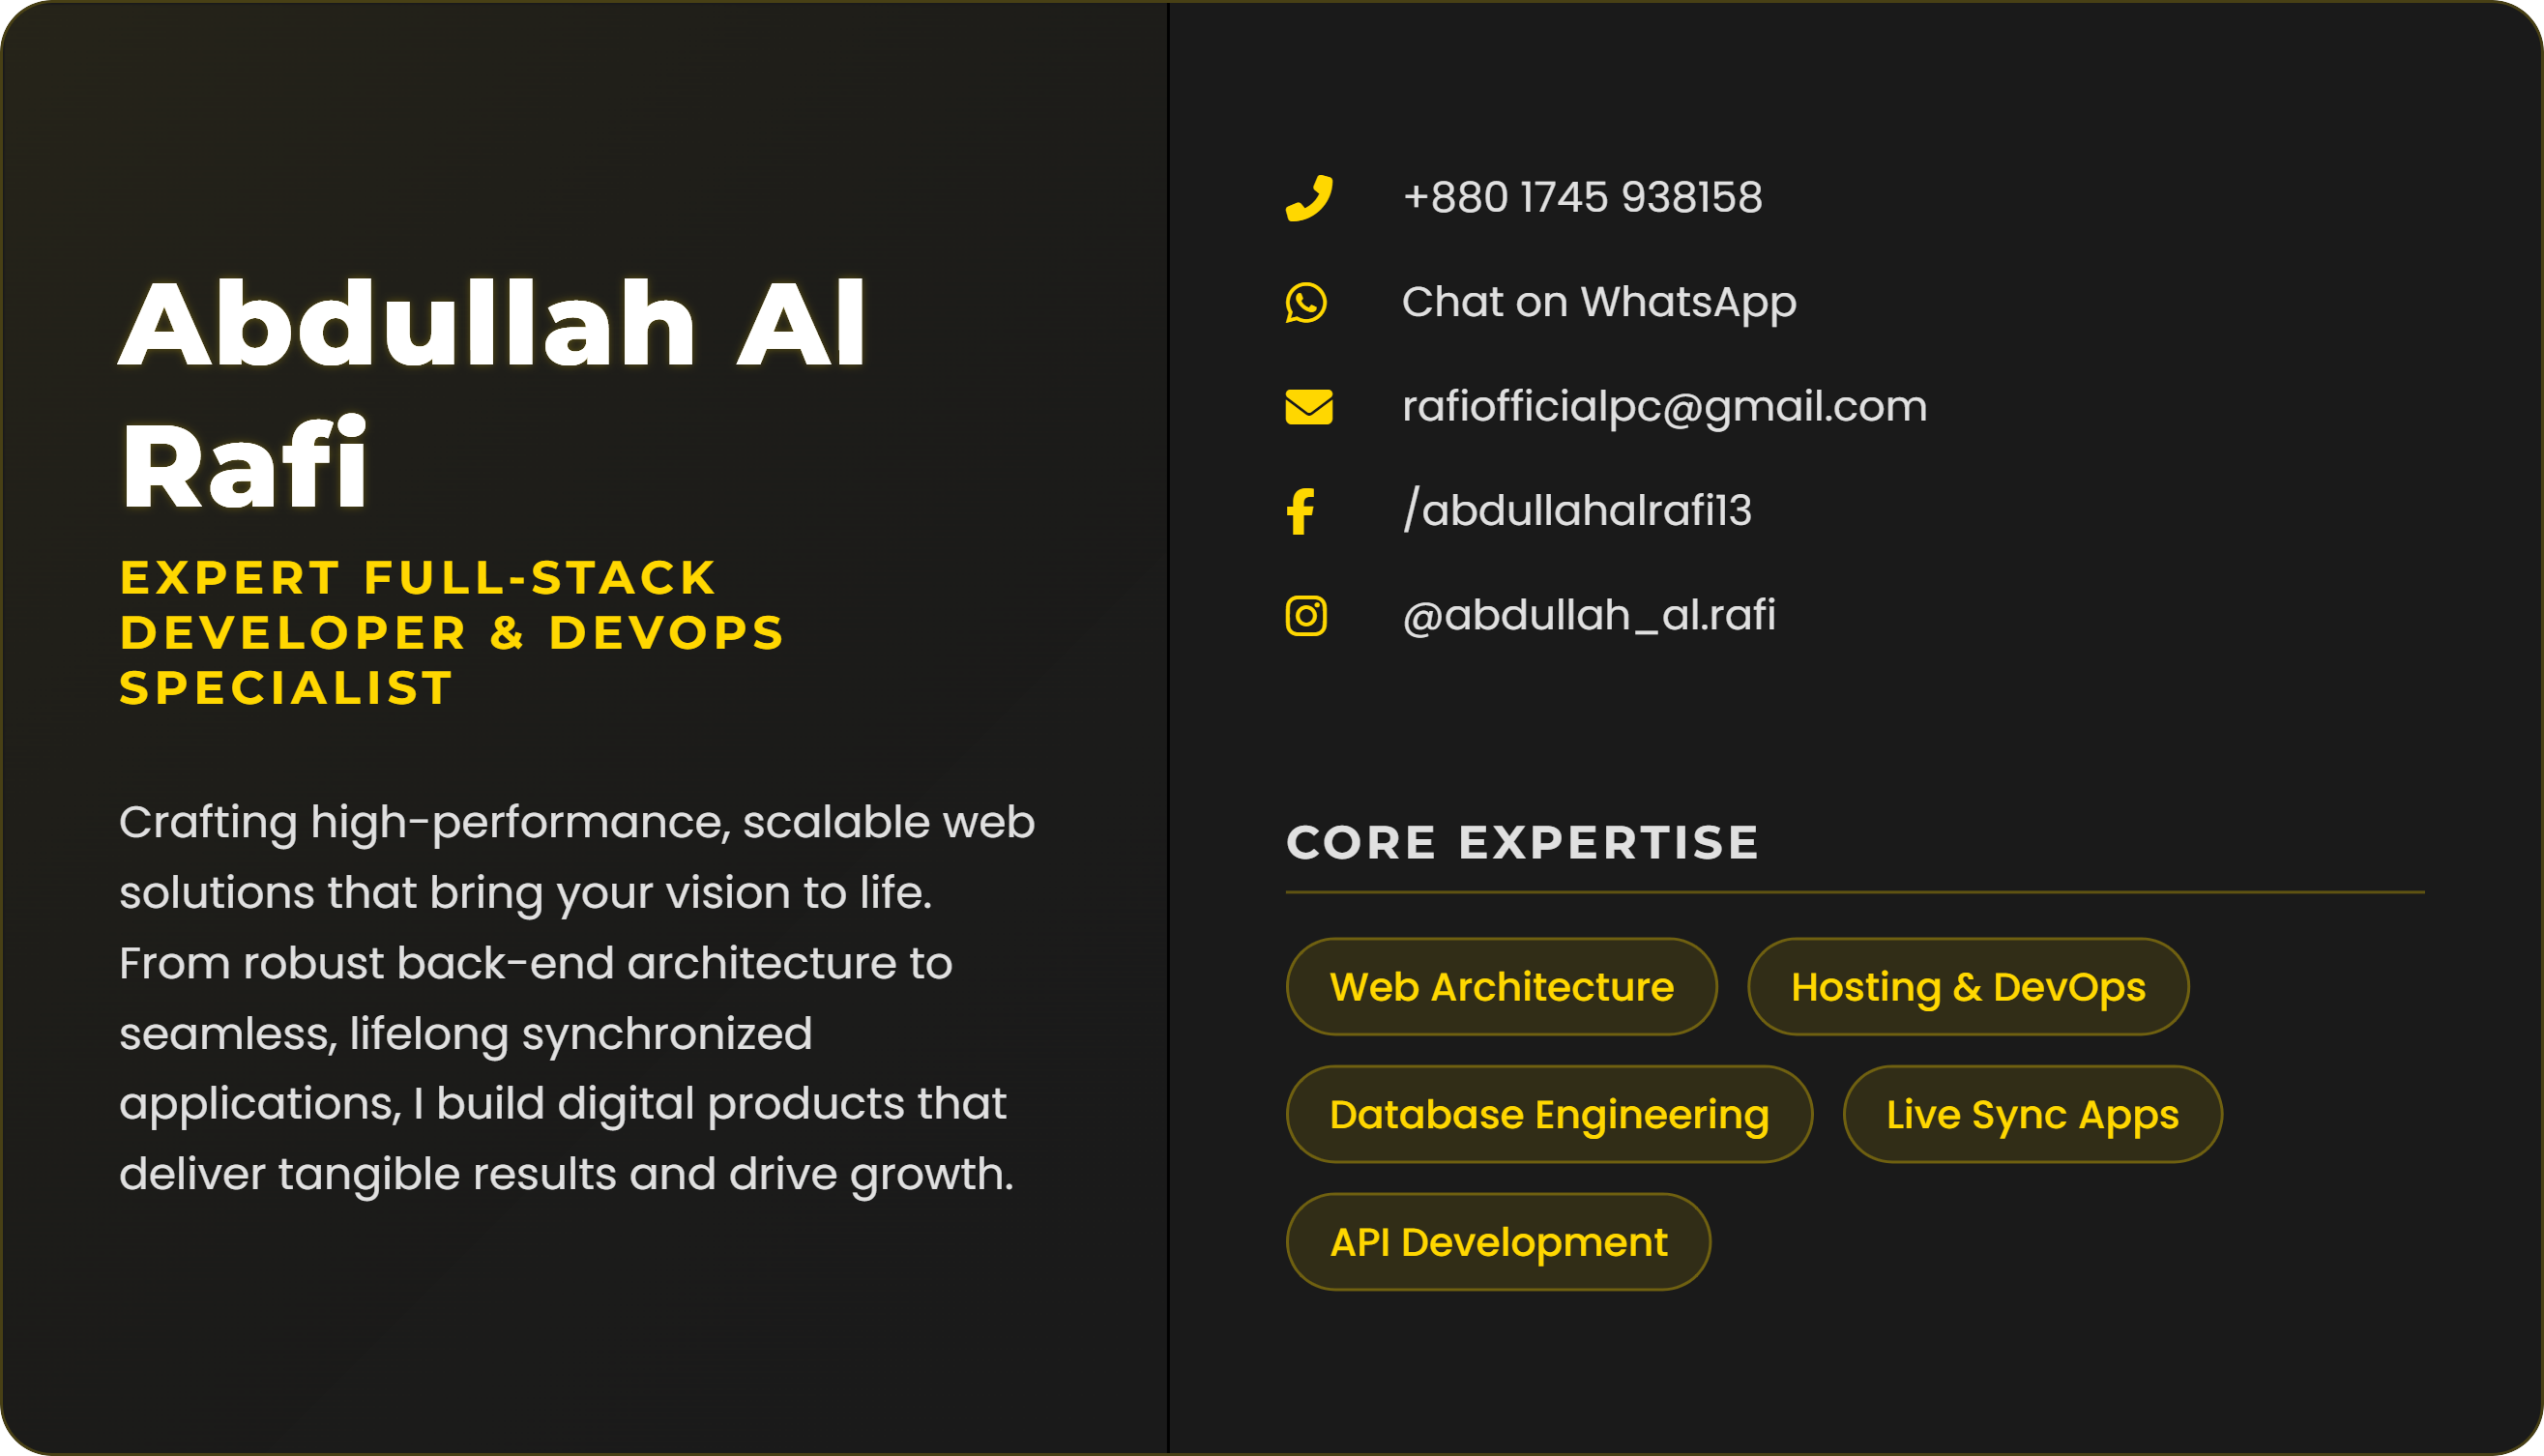 Abdullah Al
Rafi
EXPERT FULL-STACK
DEVELOPER & DEVOPS
SPECIALIST
Crafting high-performance, scalable web
solutions that bring your vision to life.
From robust back-end architecture to
seamless, lifelong synchronized
applications, I build digital products that
deliver tangible results and drive growth.
+880 1745 938158
Chat on WhatsApp
rafiofficialpc@gmail.com
/abdullahalrafi13
@abdullah_al.rafi
CORE EXPERTISE
Web Architecture
Hosting & DevOps
Database Engineering
Live Sync Apps
API Development